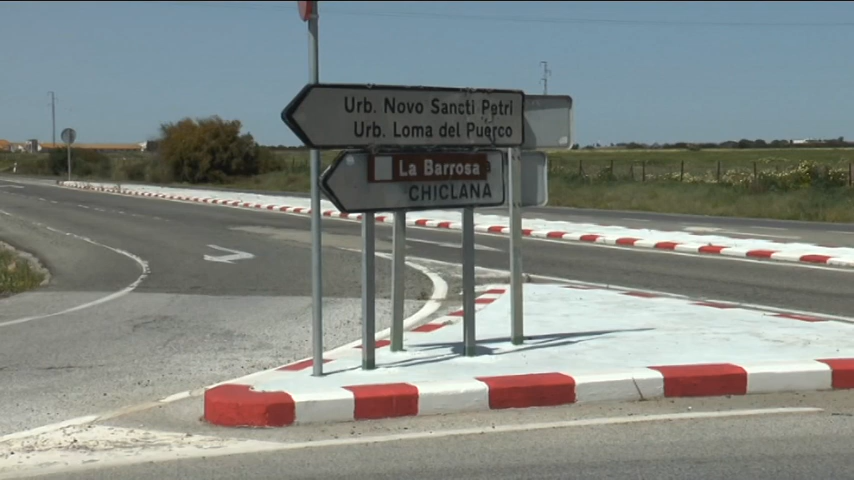 Urb. Novo Sancti Petri
Urb. Loma del Puerco
La Barrosa
CHICLANA